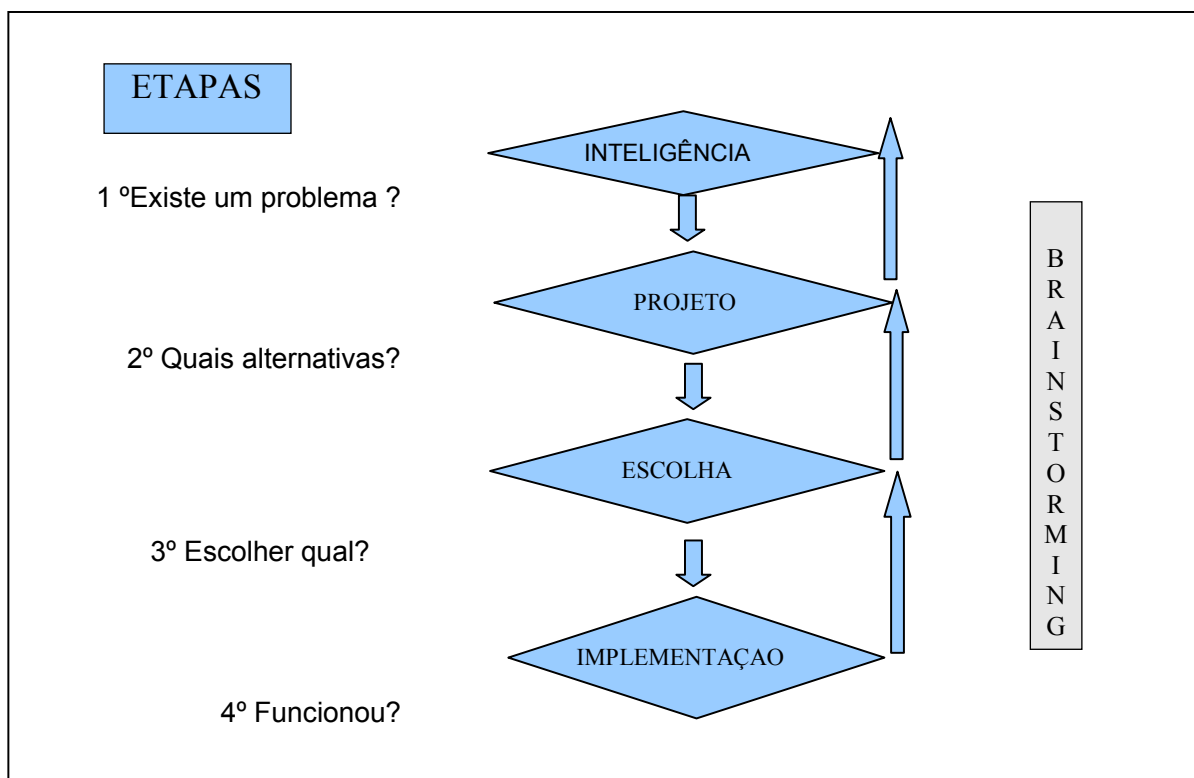 ETAPAS
INTELIGÊNCIA
1 ºExiste um problema ?
PROJETO
2º Quais alternativas?
ESCOLHA
3º Escolher qual?
IMPLEMENTAÇAO
4º Funcionou?
B
R
A
I
N
S
T
O
R
M
I
N
G